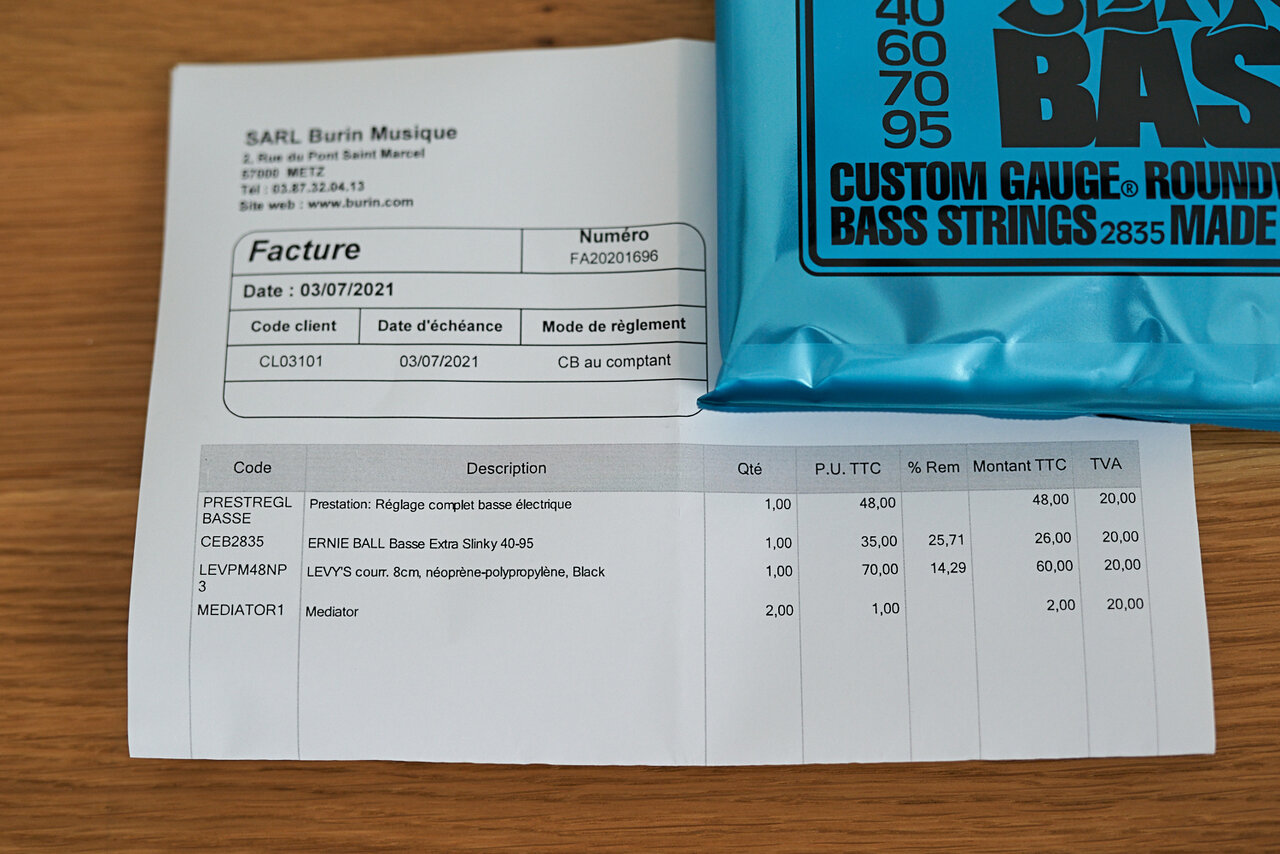 SARL Burin Musique
2, Rue du Pont Saint Marcel
57000 METZ
Tél : 03.87.32.04.13
Site web : www.burin.com
Facture
Numéro
FA20201696
Date : 03/07/2021
Code client Date d'échéance Mode de règlement
CL03101 03/07/2021 CB au comptant
Code Description Qté P.U. TTC % Rem Montant TTC TVA
PRESTREGL Prestation: Réglage complet basse électrique 1,00 48,00 48,00 20,00
BASSE
CEB2835 ERNIE BALL Basse Extra Slinky 40-95 1,00 35,00 25,71 26,00 20,00
LEVPM48NP LEVY'S courr. 8cm, néoprène-polypropylène, Black 1,00 70,00 14,29 60,00 20,00
3
MEDIATOR1 Mediator 2,00 1,00 2,00 20,00
40
60
70
95
BAS
CUSTOM GAUGE® ROUND
BASS STRINGS 2835 MADE